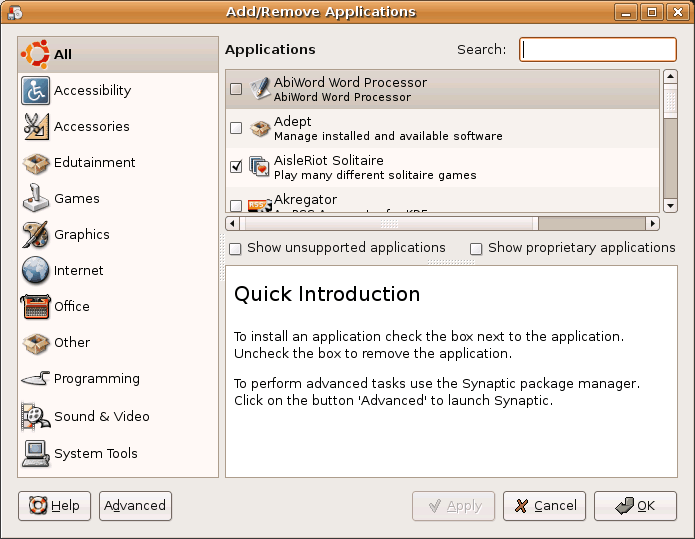 Add/Remove Applications
All
Accessibility
Accessories
Edutainment
Games
Graphics
Internet
Office
Other
Programming
Sound & Video
System Tools
Applications
Search:
AbiWord Word Processor
AbiWord Word Processor
Adept
Manage installed and available software
AisleRiot Solitaire
Play many different solitaire games
RSS
Akregator
Show unsupported applications
Show proprietary applications
Quick Introduction
To install an application check the box next to the application.
Uncheck the box to remove the application.
To perform advanced tasks use the Synaptic package manager.
Click on the button 'Advanced' to launch Synaptic.
Help
Advanced
Apply
Cancel
OK